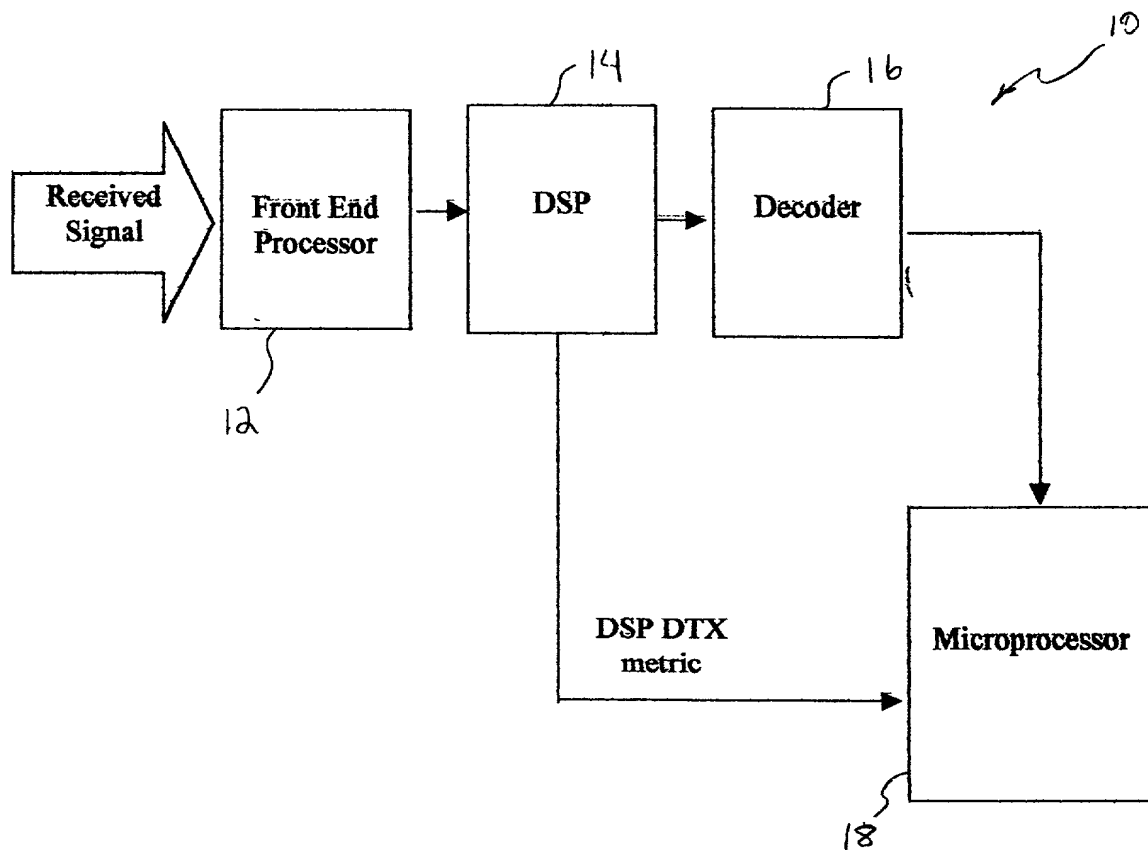 10
14
16
Received
Signal
Front End
Processor
DSP
Decoder
12
DSP DTX
metric
Microprocessor
18